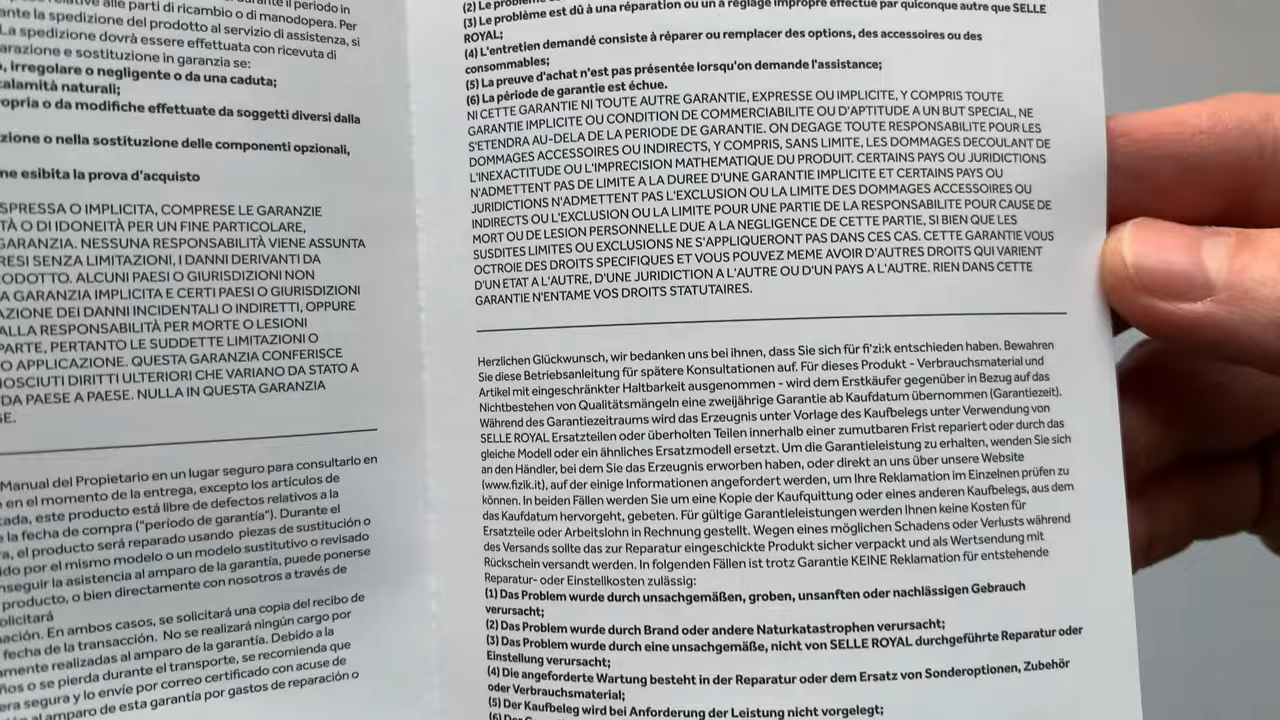 alle parti di ricambio o di manodopera. Per
ante la spedizione del prodotto al servizio di assistenza, si
La spedizione dovrà essere effettuata con ricevuta di
arazione e sostituzione in garanzia se:
, irregolare o negligente o da una caduta;
alamità naturali;
opria o da modifiche effettuate da soggetti diversi dalla
zione o nella sostituzione delle componenti opzionali,
ne esibita la prova d'acquisto
SPRESSA O IMPLICITA, COMPRESE LE GARANZIE
TÀ O DI IDONEITÀ PER UN FINE PARTICOLARE,
GARANZIA. NESSUNA RESPONSABILITÀ VIENE ASSUNTA
RESI SENZA LIMITAZIONI, I DANNI DERIVANTI DA
ODOTTO. ALCUNI PAESI O GIURISDIZIONI NON
A GARANZIA IMPLICITA E CERTI PAESI O GIURISDIZIONI
AZIONE DEI DANNI INCIDENTALI O INDIRETTI, OPPURE
ALLA RESPONSABILITÀ PER MORTE O LESIONI
PARTE, PERTANTO LE SUDDETTE LIMITAZIONI O
O APPLICAZIONE. QUESTA GARANZIA CONFERISCE
NOSCIUTI DIRITTI ULTERIORI CHE VARIANO DA STATO A
DA PAESE A PAESE. NULLA IN QUESTA GARANZIA
SE.
Manual del Propietario en un lugar seguro para consultarlo en
e en el momento de la entrega, excepto los artículos de
cada, este producto está libre de defectos relativos a la
e la fecha de compra ("periodo de garantía"). Durante el
a, el producto será reparado usando piezas de sustitución o
ido por el mismo modelo o un modelo sustitutivo o revisado
nseguir la asistencia al amparo de la garantía, puede ponerse
producto, o bien directamente con nosotros a través de
olicitará
nación. En ambos casos, se solicitará una copia del recibo de
fecha de la transacción. No se realizará ningún cargo por
amente realizadas al amparo de la garantía. Debido a la
ños o se pierda durante el transporte, se recomienda que
era segura y lo envíe por correo certificado con acuse de
al amparo de esta garantía por gastos de reparación o
(2) Le
(3) Le problème est dû à une réparation ou un à réglage impropre effectué par quiconque autre que SELLE
ROYAL;
(4) L'entretien demandé consiste à réparer ou remplacer des options, des accessoires ou des
consommables;
(5) La preuve d'achat n'est pas présentée lorsqu'on demande l'assistance;
(6) La période de garantie est échue.
NI CETTE GARANTIE NI TOUTE AUTRE GARANTIE, EXPRESSE OU IMPLICITE, Y COMPRIS TOUTE
GARANTIE IMPLICITE OU CONDITION DE COMMERCIABILITE OU D'APTITUDE A UN BUT SPECIAL, NE
S'ETENDRA AU-DELA DE LA PERIODE DE GARANTIE. ON DEGAGE TOUTE RESPONSABILITE POUR LES
DOMMAGES ACCESSOIRES OU INDIRECTS, Y COMPRIS, SANS LIMITE, LES DOMMAGES DECOULANT DE
L'INEXACTITUDE OU L'IMPRECISION MATHEMATIQUE DU PRODUIT. CERTAINS PAYS OU JURIDICTIONS
N'ADMETTENT PAS DE LIMITE A LA DUREE D'UNE GARANTIE IMPLICITE ET CERTAINS PAYS OU
JURIDICTIONS N'ADMETTENT PAS L'EXCLUSION OU LA LIMITE DES DOMMAGES ACCESSOIRES OU
INDIRECTS OU L'EXCLUSION OU LA LIMITE POUR UNE PARTIE DE LA RESPONSABILITE POUR CAUSE DE
MORT OU DE LESION PERSONNELLE DUE A LA NEGLIGENCE DE CETTE PARTIE, SI BIEN QUE LES
SUSDITES LIMITES OU EXCLUSIONS NE S'APPLIQUERONT PAS DANS CES CAS. CETTE GARANTIE VOUS
OCTROIE DES DROITS SPECIFIQUES ET VOUS POUVEZ MEME AVOIR D'AUTRES DROITS QUI VARIENT
D'UN ETAT A L'AUTRE, D'UNE JURIDICTION A L'AUTRE OU D'UN PAYS A L'AUTRE. RIEN DANS CETTE
GARANTIE N'ENTAME VOS DROITS STATUTAIRES.
Herzlichen Glückwunsch, wir bedanken uns bei ihnen, dass Sie sich für fi'zi:k entschieden haben. Bewahren
Sie diese Betriebsanleitung für spätere Konsultationen auf. Für dieses Produkt - Verbrauchsmaterial und
Artikel mit eingeschränkter Haltbarkeit ausgenommen - wird dem Erstkäufer gegenüber in Bezug auf das
Nichtbestehen von Qualitätsmängeln eine zweijährige Garantie ab Kaufdatum übernommen (Garantiezeit).
Während des Garantiezeitraums wird das Erzeugnis unter Vorlage des Kaufbelegs unter Verwendung von
SELLE ROYAL Ersatzteilen oder überholten Teilen innerhalb einer zumutbaren Frist repariert oder durch das
gleiche Modell oder ein ähnliches Ersatzmodell ersetzt. Um die Garantieleistung zu erhalten, wenden Sie sich
an den Händler, bei dem Sie das Erzeugnis erworben haben, oder direkt an uns über unsere Website
(www.fizik.it), auf der einige Informationen angefordert werden, um Ihre Reklamation im Einzelnen prüfen zu
können. In beiden Fällen werden Sie um eine Kopie der Kaufquittung oder eines anderen Kaufbelegs, aus dem
das Kaufdatum hervorgeht, gebeten. Für gültige Garantieleistungen werden Ihnen keine Kosten für
Ersatzteile oder Arbeitslohn in Rechnung gestellt. Wegen eines möglichen Schadens oder Verlusts während
des Versands sollte das zur Reparatur eingeschickte Produkt sicher verpackt und als Wertsendung mit
Rückschein versandt werden. In folgenden Fällen ist trotz Garantie KEINE Reklamation für entstehende
Reparatur- oder Einstellkosten zulässig:
(1) Das Problem wurde durch unsachgemäßen, groben, unsanften oder nachlässigen Gebrauch
verursacht;
(2) Das Problem wurde durch Brand oder andere Naturkatastrophen verursacht;
(3) Das Problem wurde durch eine unsachgemäße, nicht von SELLE ROYAL durchgeführte Reparatur oder
Einstellung verursacht;
(4) Die angeforderte Wartung besteht in der Reparatur oder dem Ersatz von Sonderoptionen, Zubehör
oder Verbrauchsmaterial;
(5) Der Kaufbeleg wird bei Anforderung der Leistung nicht vorgelegt;